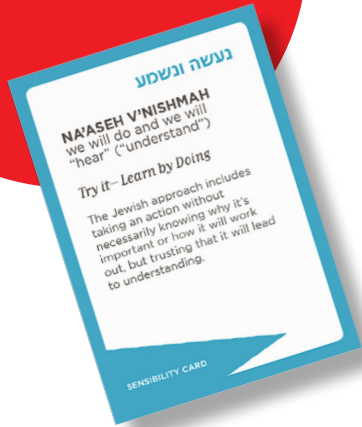 נעשה ונשמע
NA'ASEH V'NISHMAH
we will do and we will
"hear" ("understand")
Try it—Learn by Doing
The Jewish approach includes
taking an action without
necessarily knowing why it's
important or how it will work
out, but trusting that it will lead
to understanding.
SENSIBILITY CARD